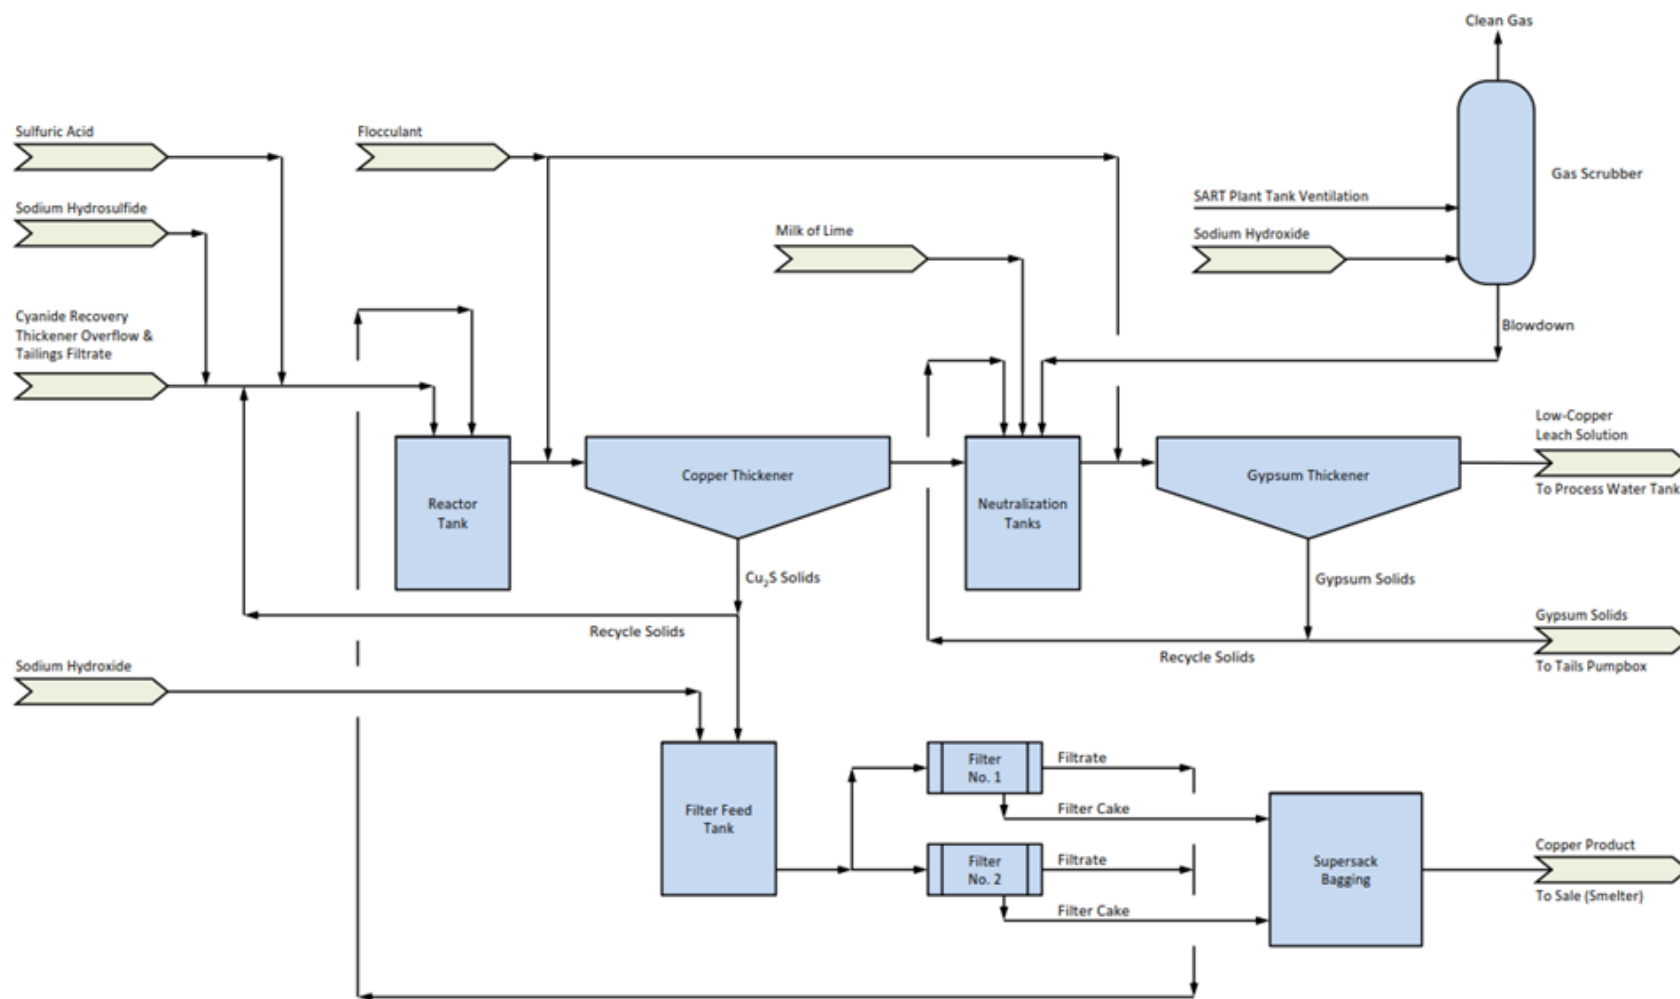 Clean Gas
Sulfuric Acid
Flocculant
Gas Scrubber
SART Plant Tank Ventilation
Sodium Hydrosulfide
Milk of Lime
Sodium Hydroxide
Cyanide Recovery
Thickener Overflow &
Tailings Filtrate
Blowdown
Low-Copper
Leach Solution
Copper Thickener
Gypsum Thickener
To Process Water Tank
Reactor
Tank
Neutralization
Tanks
Cu₂S Solids
Gypsum Solids
Gypsum Solids
Recycle Solids
Recycle Solids
To Tails Pumpbox
Sodium Hydroxide
Filter
No. 1
Filtrate
Filter Cake
Filter Feed
Tank
Filter
No. 2
Filtrate
Filter Cake
Supersack
Bagging
Copper Product
To Sale (Smelter)